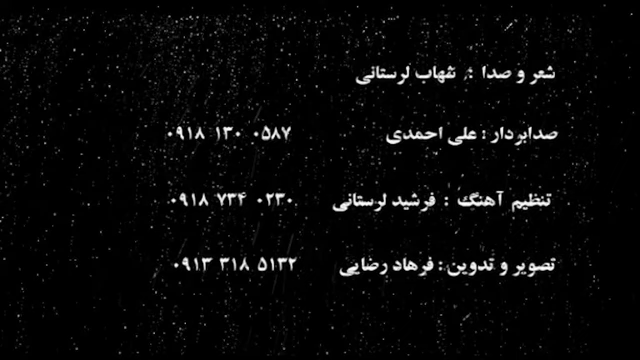 شعر و صدا : شهاب لرستانی
صدابردار : علی احمدی ۰۹۱۸ ۱۳۰ ۰۵۸۷
تنظیم آهنگ : فرشید لرستانی ۰۹۱۸ ۷۳۴ ۰۲۳۰
تصویر و تدوین : فرهاد رضایی ۰۹۱۳ ۳۱۸ ۵۱۳۲